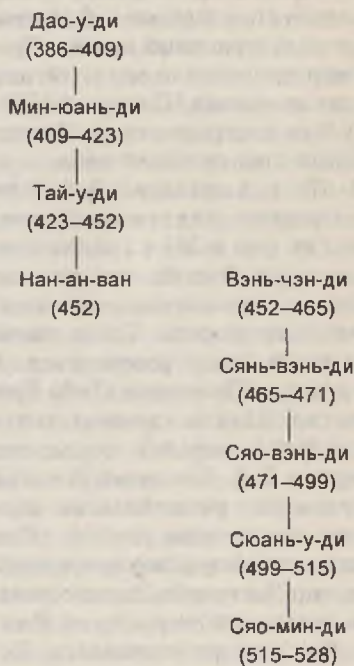 Дао-у-ди
(386–409)
Мин-юань-ди
(409–423)
Тай-у-ди
(423–452)
Нан-ан-ван
(452)
Вэнь-чэн-ди
(452–465)
Сянь-вэнь-ди
(465–471)
Сяо-вэнь-ди
(471–499)
Сюань-у-ди
(499–515)
Сяо-мин-ди
(515–528)